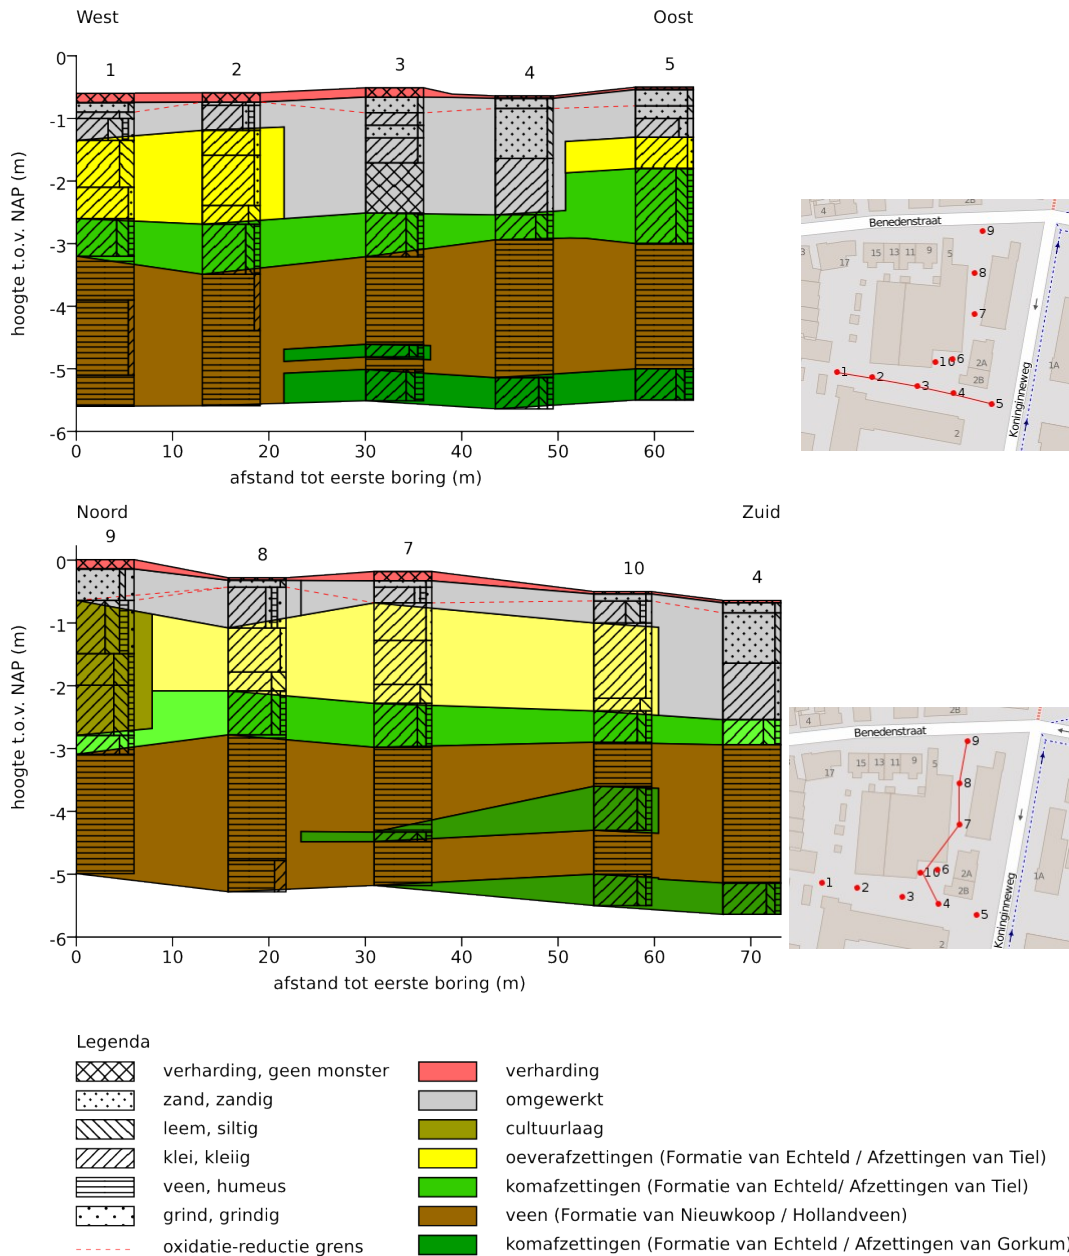 West Oost
1 2 3 4 5
0
-1
-2
-3
-4
-5
-6
0 10 20 30 40 50 60
hoogte t.o.v. NAP (m)
afstand tot eerste boring (m)
4 2B
Benedenstraat
9
3 17 15 13 11 9 5
8
7
10 6 2A
1 2 3 4 2B 5
1A
2
Koninginneweg
Noord Zuid
9 8 7 10 4
0
-1
-2
-3
-4
-5
-6
0 10 20 30 40 50 60 70
hoogte t.o.v. NAP (m)
afstand tot eerste boring (m)
4 2B
Benedenstraat
9
17 15 13 11 9 5
8
7
10 6 2A
1 2 3 4 2B 5
1A
2
Koninginneweg
Legenda
verharding, geen monster verharding
zand, zandig omgewerkt
leem, siltig cultuurlaag
klei, kleiig oeverafzettingen (Formatie van Echteld / Afzettingen van Tiel)
veen, humeus komafzettingen (Formatie van Echteld/ Afzettingen van Tiel)
grind, grindig veen (Formatie van Nieuwkoop / Hollandveen)
oxidatie-reductie grens komafzettingen (Formatie van Echteld / Afzettingen van Gorkum)